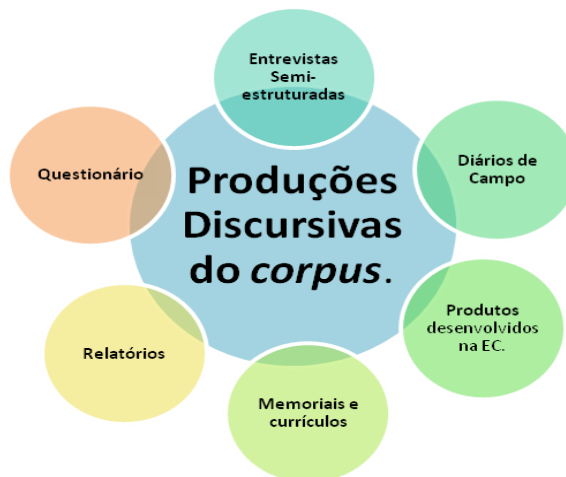 Entrevistas
Semi-
estruturadas
Diários de
Campo
Questionário
Produções
Discursivas
do corpus.
Produtos
desenvolvidos
na EC.
Relatórios
Memoriais e
currículos